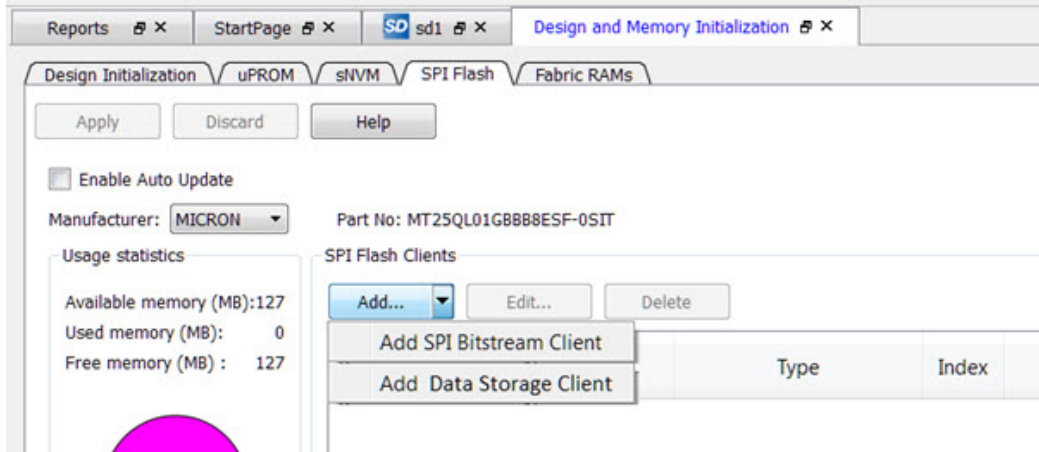 Reports StartPage SD sd1 Design and Memory Initialization
Design Initialization uPROM sNVM SPI Flash Fabric RAMs
Apply Discard Help
Enable Auto Update
Manufacturer: MICRON Part No: MT25QL01GBBB8ESF-0SIT
Usage statistics SPI Flash Clients
Available memory (MB):127 Add... Edit... Delete
Used memory (MB): 0 Add SPI Bitstream Client
Free memory (MB) : 127 Type Index
Add  Data Storage Client